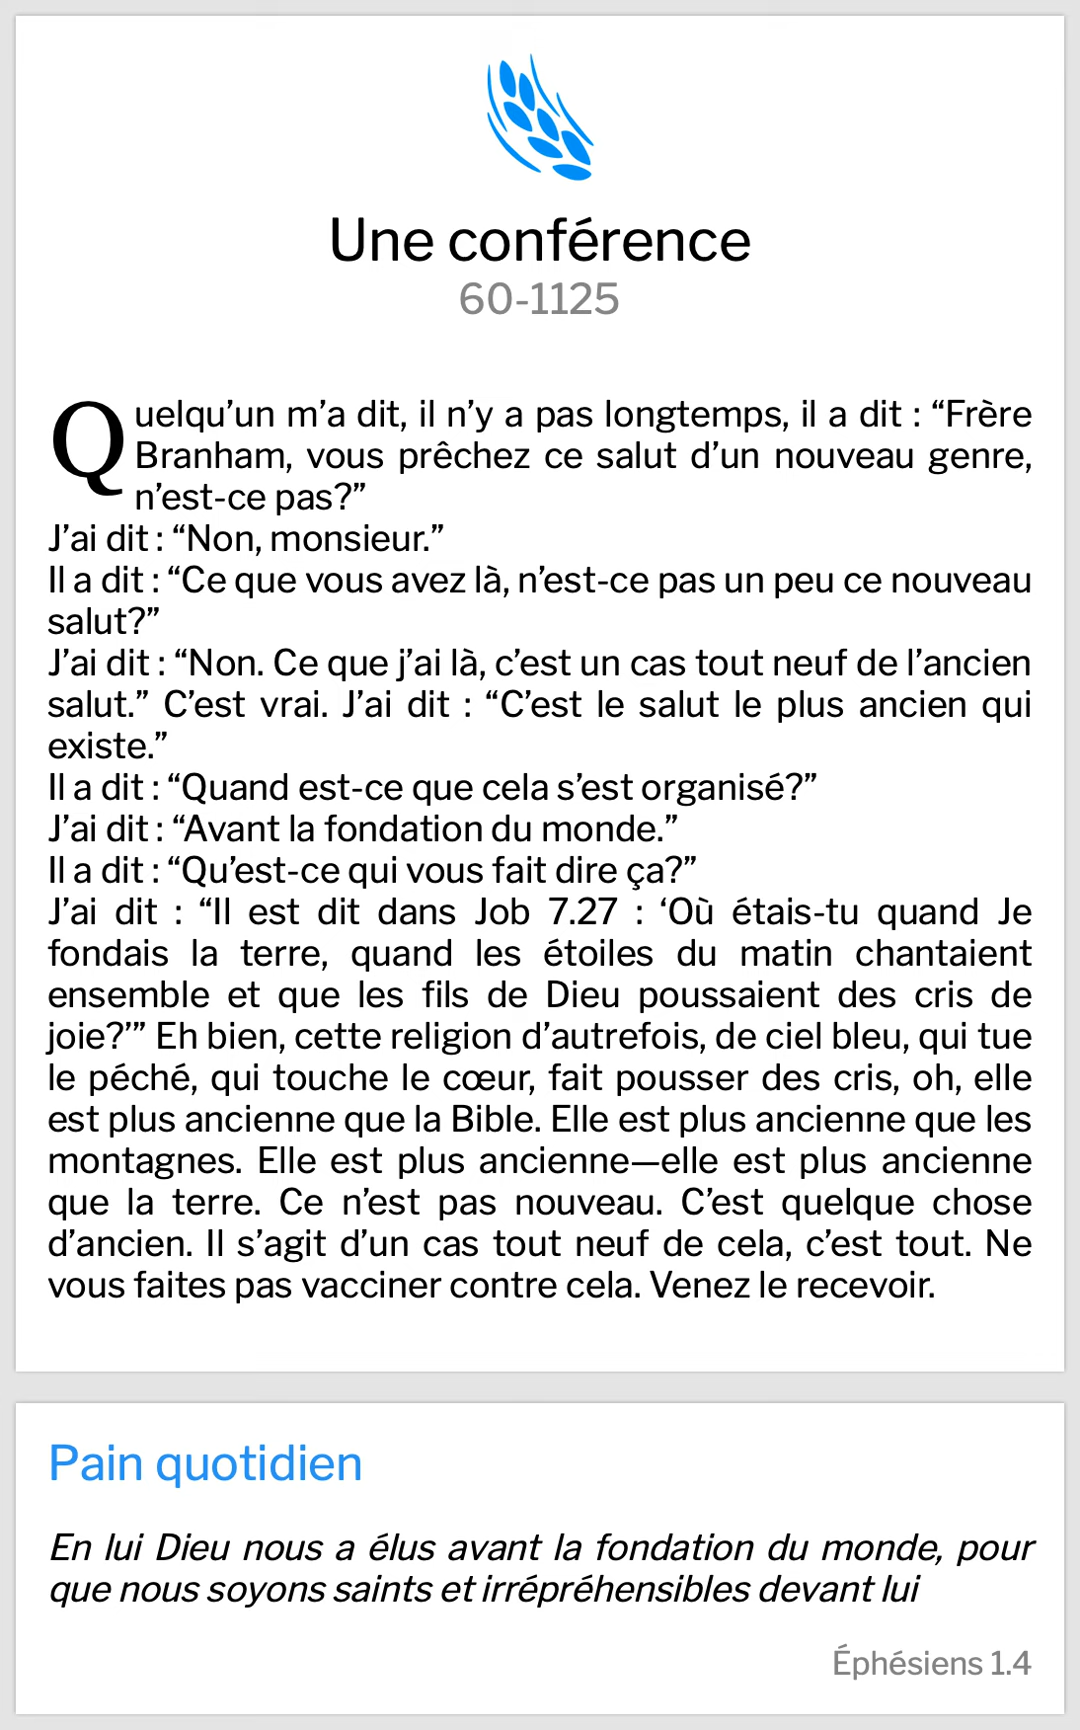 Une conférence
60-1125
Quelqu’un m’a dit, il n’y a pas longtemps, il a dit : “Frère
Branham, vous prêchez ce salut d’un nouveau genre,
n’est-ce pas?”
J’ai dit : “Non, monsieur.”
Il a dit : “Ce que vous avez là, n’est-ce pas un peu ce nouveau
salut?”
J’ai dit : “Non. Ce que j’ai là, c’est un cas tout neuf de l’ancien
salut.” C’est vrai. J’ai dit : “C’est le salut le plus ancien qui
existe.”
Il a dit : “Quand est-ce que cela s’est organisé?”
J’ai dit : “Avant la fondation du monde.”
Il a dit : “Qu’est-ce qui vous fait dire ça?”
J’ai dit : “Il est dit dans Job 7.27 : ‘Où étais-tu quand Je
fondais la terre, quand les étoiles du matin chantaient
ensemble et que les fils de Dieu poussaient des cris de
joie?’” Eh bien, cette religion d’autrefois, de ciel bleu, qui tue
le péché, qui touche le cœur, fait pousser des cris, oh, elle
est plus ancienne que la Bible. Elle est plus ancienne que les
montagnes. Elle est plus ancienne—elle est plus ancienne
que la terre. Ce n’est pas nouveau. C’est quelque chose
d’ancien. Il s’agit d’un cas tout neuf de cela, c’est tout. Ne
vous faites pas vacciner contre cela. Venez le recevoir.
Pain quotidien
En lui Dieu nous a élus avant la fondation du monde, pour
que nous soyons saints et irrépréhensibles devant lui
Éphésiens 1.4